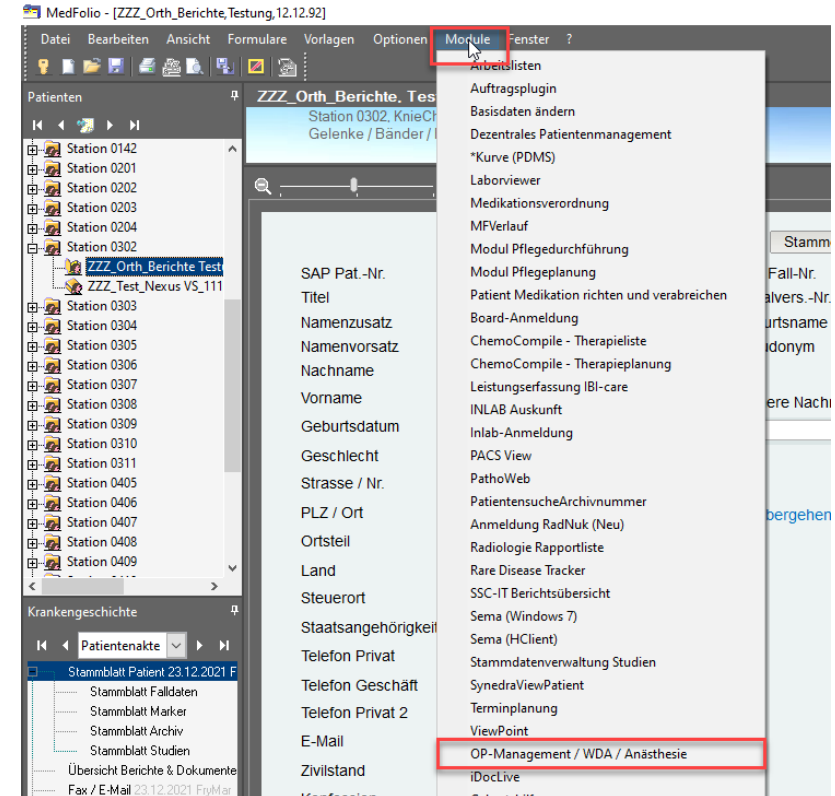 MedFolio - [ZZZ_Orth_Berichte,Testung,12.12.92]
Datei Bearbeiten Ansicht Formulare Vorlagen Optionen Module Fenster ?
Patienten
Station 0142
Station 0201
Station 0202
Station 0203
Station 0204
Station 0302
ZZZ_Orth_Berichte Test
ZZZ_Test_Nexus VS_111
Station 0303
Station 0304
Station 0305
Station 0306
Station 0307
Station 0308
Station 0309
Station 0310
Station 0311
Station 0405
Station 0406
Station 0407
Station 0408
Station 0409
Krankengeschichte
Patientenakte
Stammblatt Patient 23.12.2021 F
Stammblatt Falldaten
Stammblatt Marker
Stammblatt Archiv
Stammblatt Studien
Übersicht Berichte & Dokumente
Fax / E-Mail 23.12.2021 FryMar
ZZZ_Orth_Berichte, Tes
Station 0302, KnieCh
Gelenke / Bänder /
SAP Pat.-Nr.
Titel
Namenzusatz
Namenvorsatz
Nachname
Vorname
Geburtsdatum
Geschlecht
Strasse / Nr.
PLZ / Ort
Ortsteil
Land
Steuerort
Staatsangehörigkeit
Telefon Privat
Telefon Geschäft
Telefon Privat 2
E-Mail
Zivilstand
Arbeitslisten
Auftragsplugin
Basisdaten ändern
Dezentrales Patientenmanagement
*Kurve (PDMS)
Laborviewer
Medikationsverordnung
MFVerlauf
Modul Pflegedurchführung
Modul Pflegeplanung
Patient Medikation richten und verabreichen
Board-Anmeldung
ChemoCompile - Therapieliste
ChemoCompile - Therapieplanung
Leistungserfassung IBI-care
INLAB Auskunft
Inlab-Anmeldung
PACS View
PathoWeb
PatientensucheArchivnummer
Anmeldung RadNuk (Neu)
Radiologie Rapportliste
Rare Disease Tracker
SSC-IT Berichtsübersicht
Sema (Windows 7)
Sema (HClient)
Stammdatenverwaltung Studien
SynedraViewPatient
Terminplanung
ViewPoint
OP-Management / WDA / Anästhesie
iDocLive
Stamm
Fall-Nr.
alvers.-Nr.
urtsname
donym
ere Nachn
bergehen